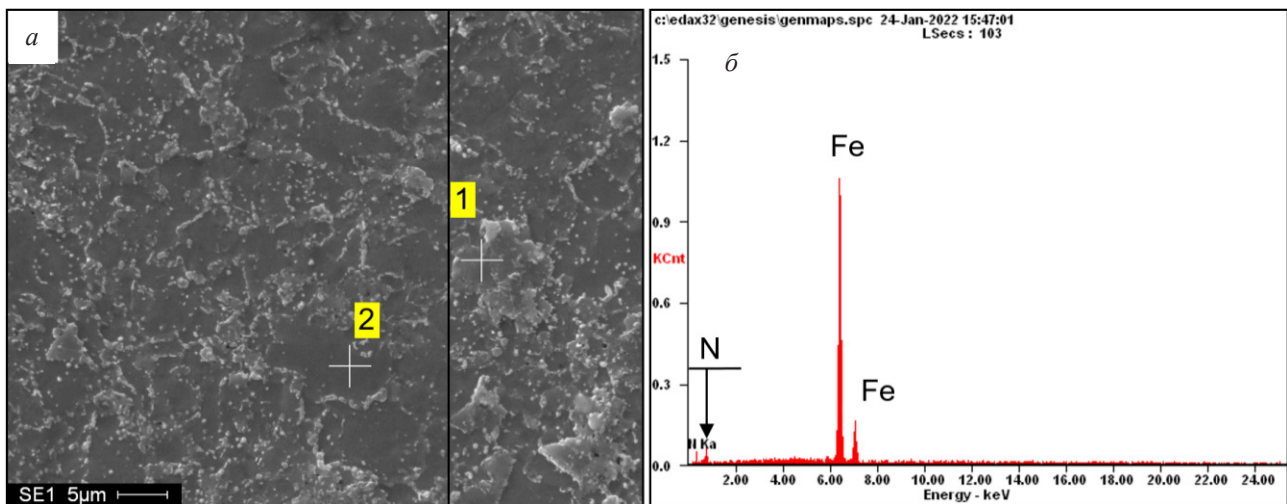 а
1
2
SE1 5µm
c:\edax32\genesis\genmaps.spc 24-Jan-2022 15:47:01
LSecs : 103
б
1.5
1.2
0.9
KCnt
0.6
0.3
0.0
Fe
Fe
N
N Ka
2.00 4.00 6.00 8.00 10.00 12.00 14.00 16.00 18.00 20.00 22.00 24.00
Energy - keV